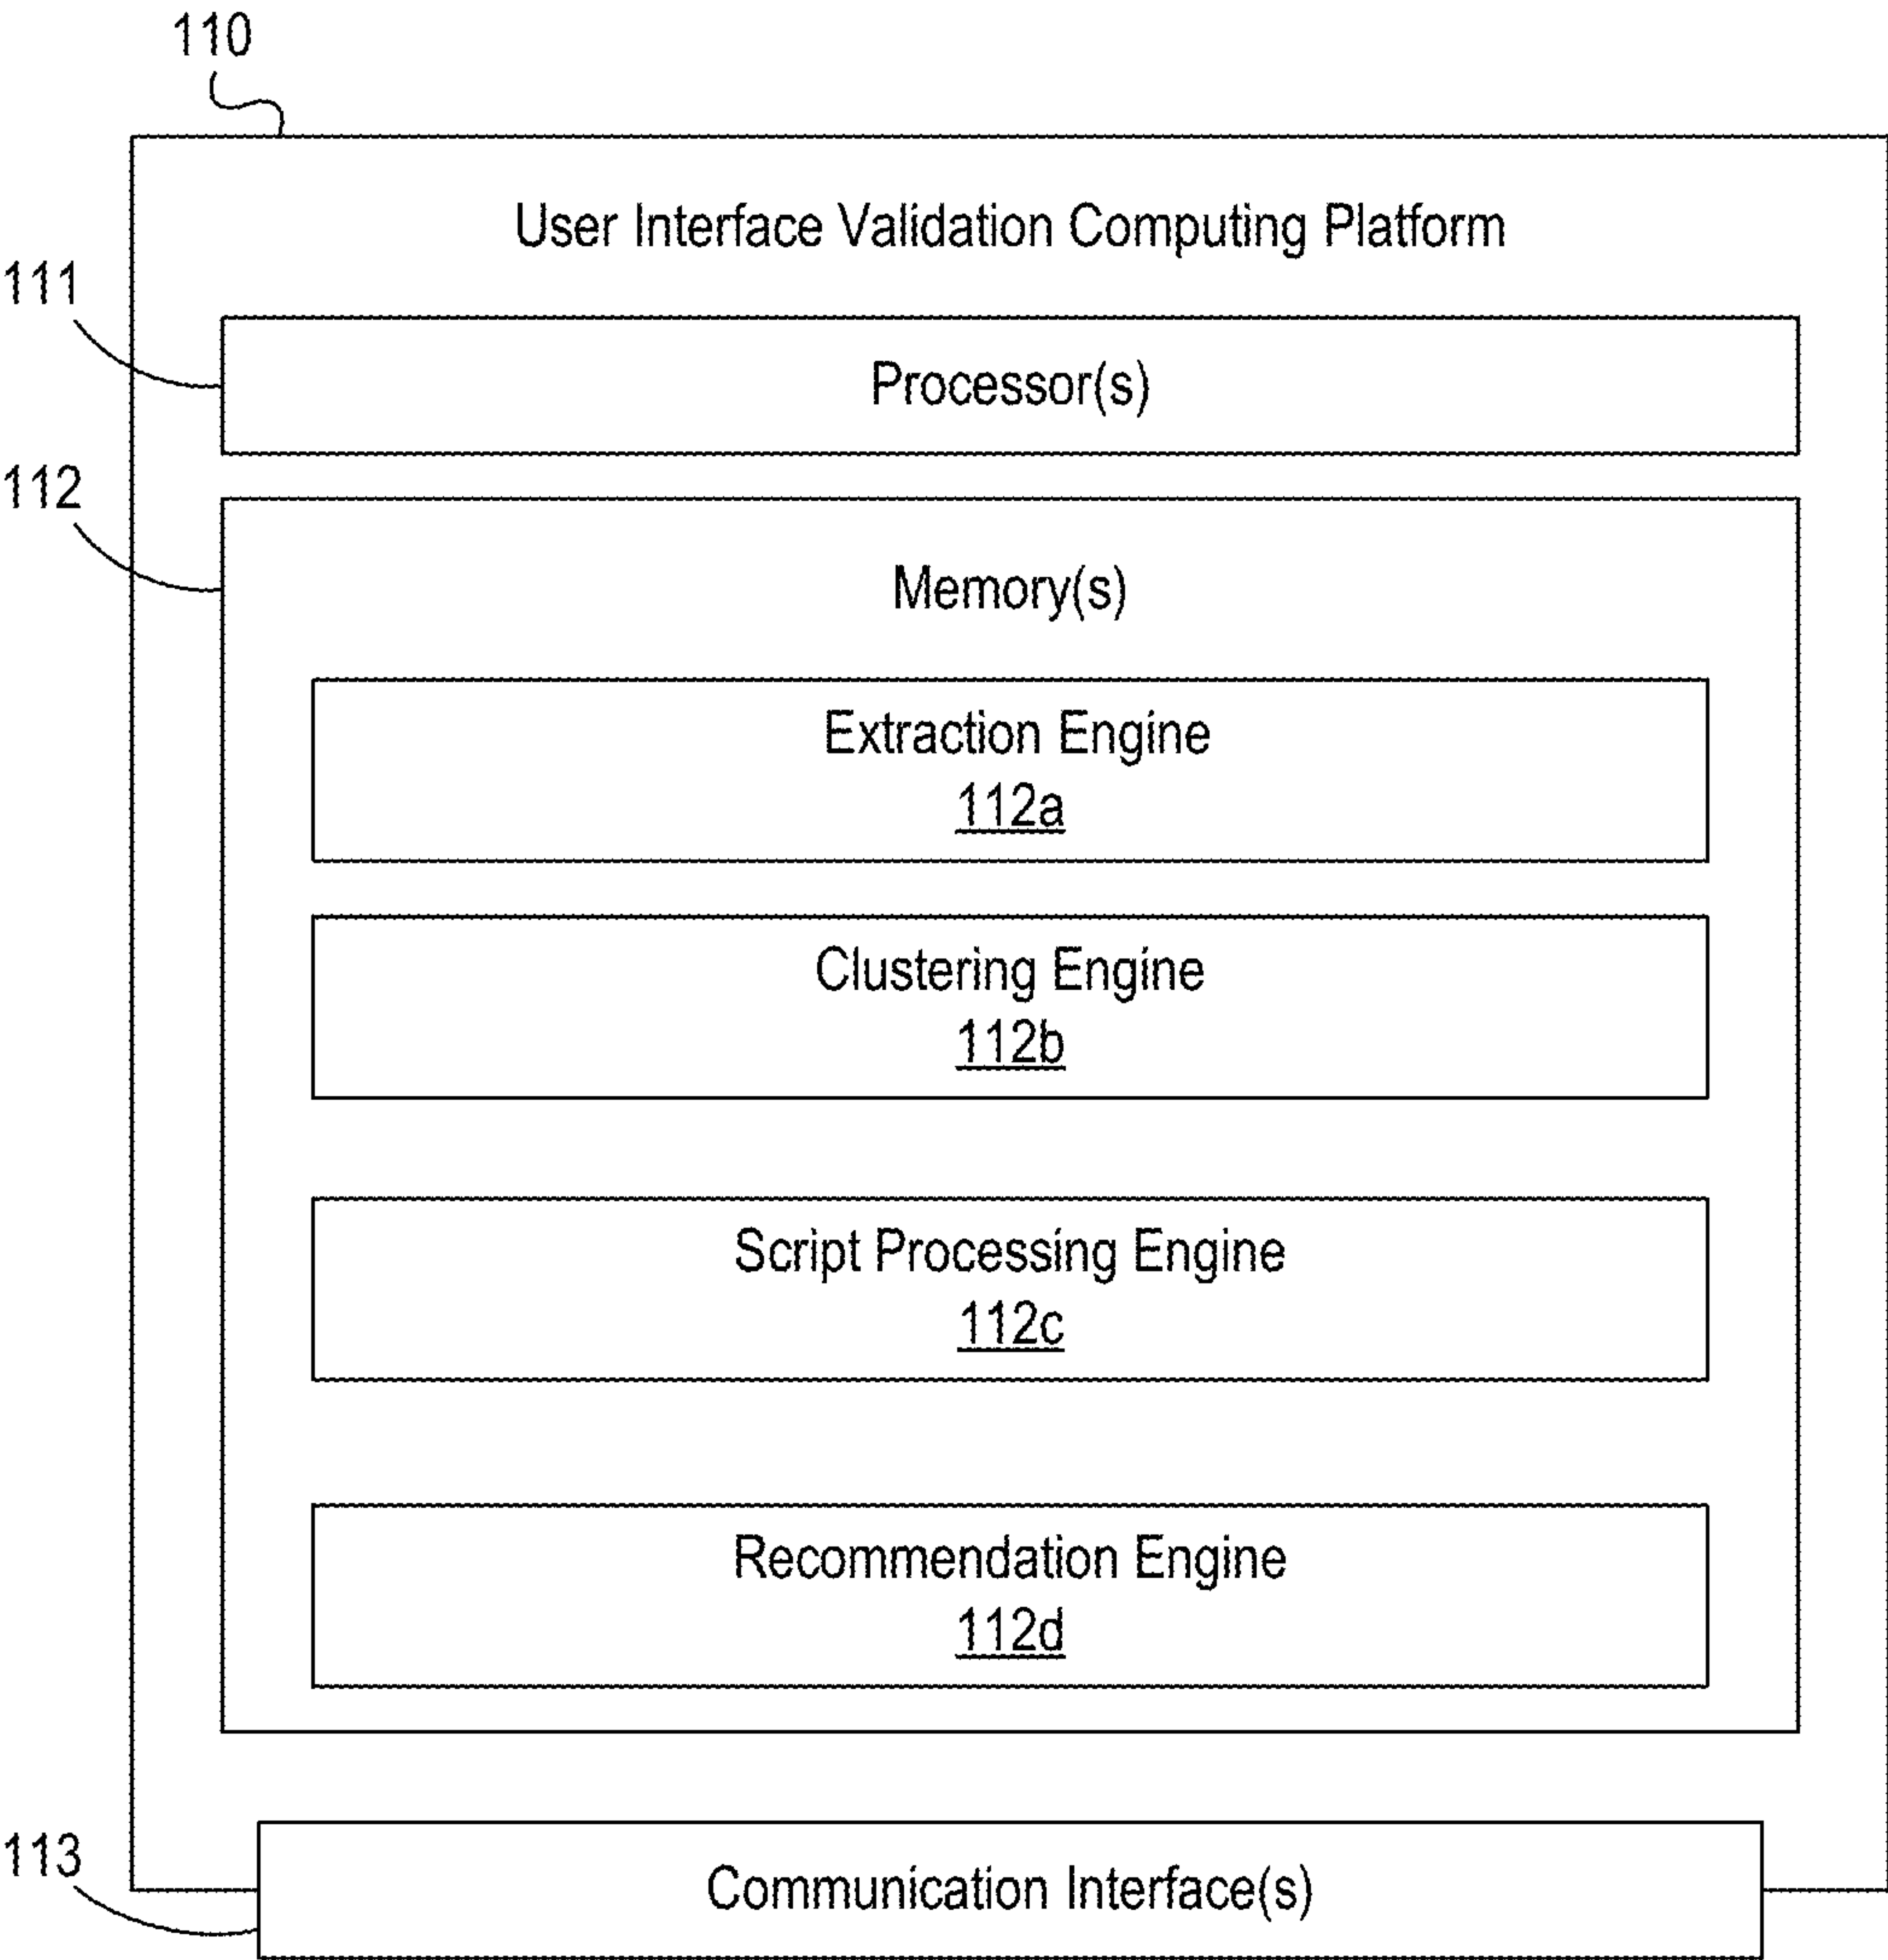 110
User Interface Validation Computing Platform
111
Processor(s)
112
Memory(s)
Extraction Engine
112a
Clustering Engine
112b
Script Processing Engine
112c
Recommendation Engine
112d
113
Communication Interface(s)